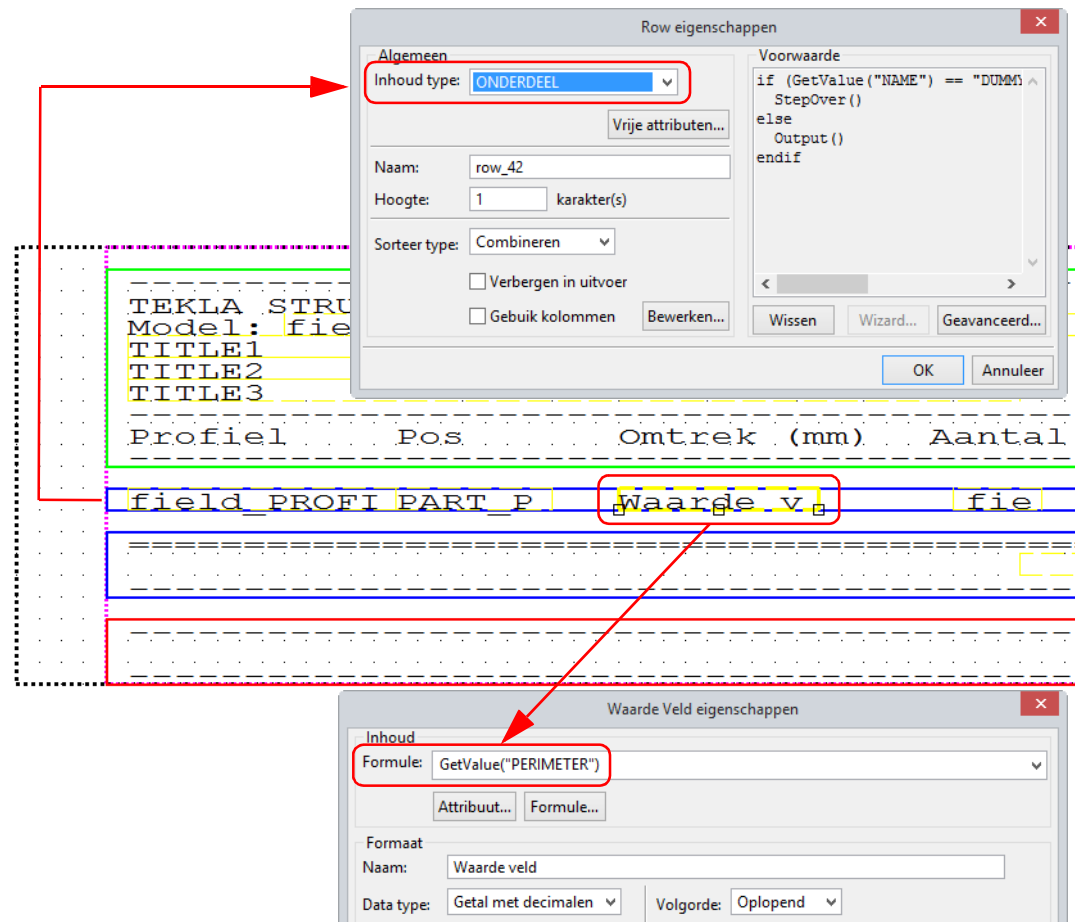 Row eigenschappen
Algemeen
Inhoud type: ONDERDEEL
Vrije attributen...
Naam: row_42
Hoogte: 1 karakter(s)
Sorteer type: Combineren
Verbergen in uitvoer
Gebuik kolommen Bewerken...
Voorwaarde
if (GetValue("NAME") == "DUMMY
StepOver()
else
Output()
endif
Wissen Wizard... Geavanceerd...
OK Annuleer
TEKLA STRU
Model: fie
TITLE1
TITLE2
TITLE3
Profiel Pos Omtrek (mm) Aantal
field_PROFI PART_P Waarde v fie
Waarde Veld eigenschappen
Inhoud
Formule: GetValue("PERIMETER")
Attribuut... Formule...
Formaat
Naam: Waarde veld
Data type: Getal met decimalen Volgorde: Oplopend